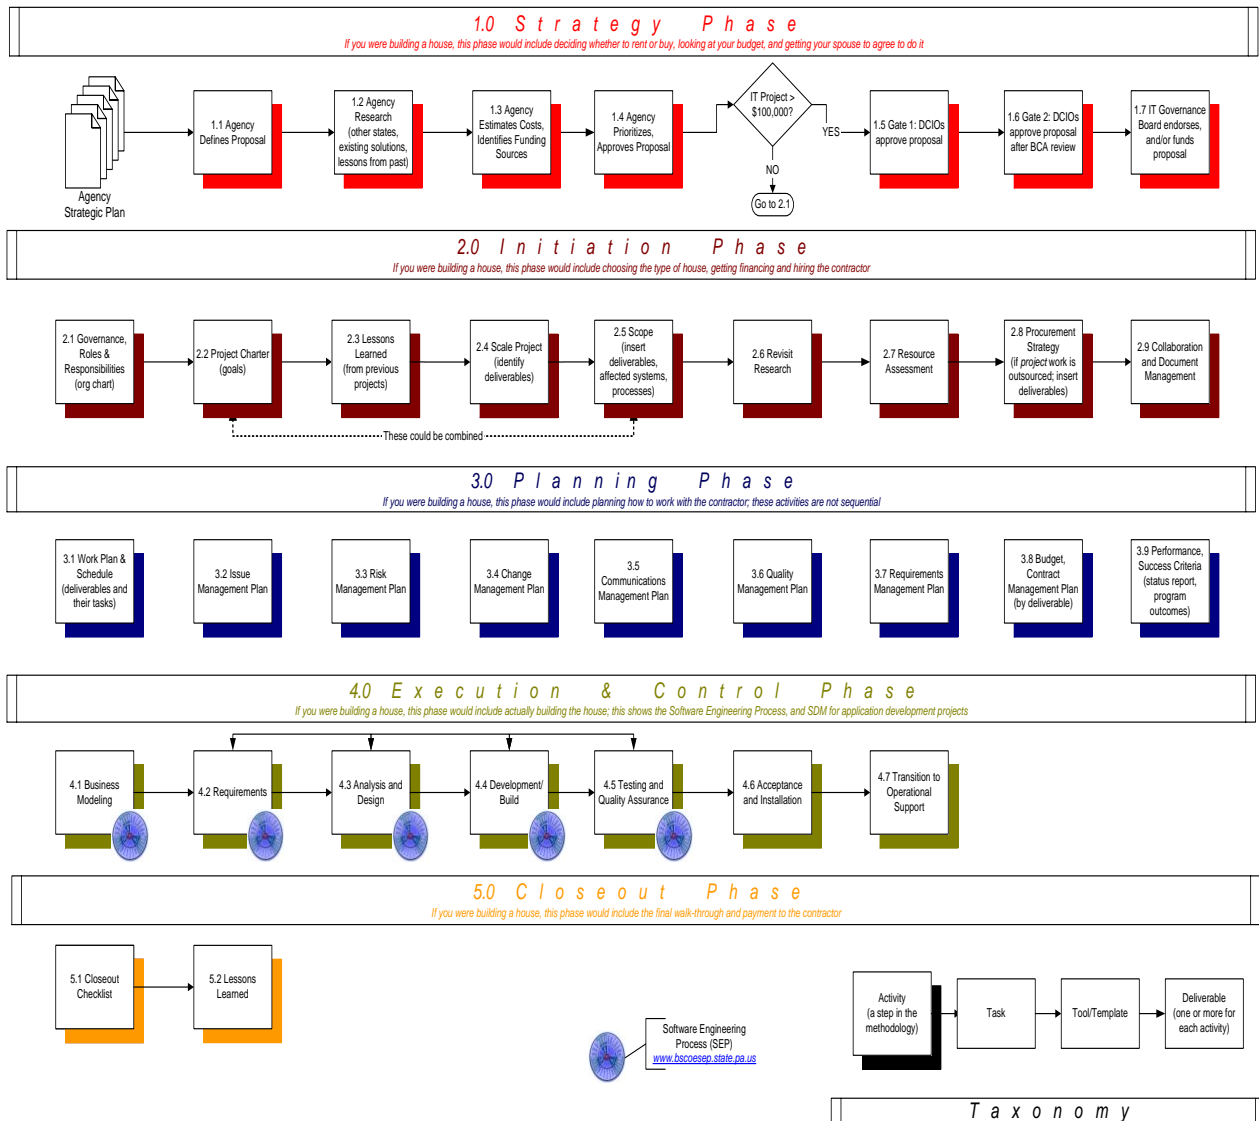 1.0 Strategy Phase
If you were building a house, this phase would include deciding whether to rent or buy, looking at your budget, and getting your spouse to agree to do it
Agency
Strategic Plan
1.1 Agency
Defines Proposal
1.2 Agency
Research
(other states,
existing solutions,
lessons from past)
1.3 Agency
Estimates Costs,
Identifies Funding
Sources
1.4 Agency
Prioritizes,
Approves Proposal
IT Project >
$100,000?
YES
NO
Go to 2.1
1.5 Gate 1: DCIOs
approve proposal
1.6 Gate 2: DCIOs
approve proposal
after BCA review
1.7 IT Governance
Board endorses,
and/or funds
proposal
2.0 Initiation Phase
If you were building a house, this phase would include choosing the type of house, getting financing and hiring the contractor
2.1 Governance,
Roles &
Responsibilities
(org chart)
2.2 Project Charter
(goals)
2.3 Lessons
Learned
(from previous
projects)
2.4 Scale Project
(identify
deliverables)
2.5 Scope
(insert
deliverables,
affected systems,
processes)
2.6 Revisit
Research
2.7 Resource
Assessment
2.8 Procurement
Strategy
(if project work is
outsourced; insert
deliverables)
2.9 Collaboration
and Document
Management
These could be combined
3.0 Planning Phase
If you were building a house, this phase would include planning how to work with the contractor; these activities are not sequential
3.1 Work Plan &
Schedule
(deliverables and
their tasks)
3.2 Issue
Management Plan
3.3 Risk
Management Plan
3.4 Change
Management Plan
3.5
Communications
Management Plan
3.6 Quality
Management Plan
3.7 Requirements
Management Plan
3.8 Budget,
Contract
Management Plan
(by deliverable)
3.9 Performance,
Success Criteria
(status report,
program
outcomes)
4.0 Execution & Control Phase
If you were building a house, this phase would include actually building the house; this shows the Software Engineering Process, and SDM for application development projects
4.1 Business
Modeling
4.2 Requirements
4.3 Analysis and
Design
4.4 Development/
Build
4.5 Testing and
Quality Assurance
4.6 Acceptance
and Installation
4.7 Transition to
Operational
Support
5.0 Closeout Phase
If you were building a house, this phase would include the final walk-through and payment to the contractor
5.1 Closeout
Checklist
5.2 Lessons
Learned
Software Engineering
Process (SEP)
www.bscoesep.state.pa.us
Activity
(a step in the
methodology)
Task
Tool/Template
Deliverable
(one or more for
each activity)
Taxonomy